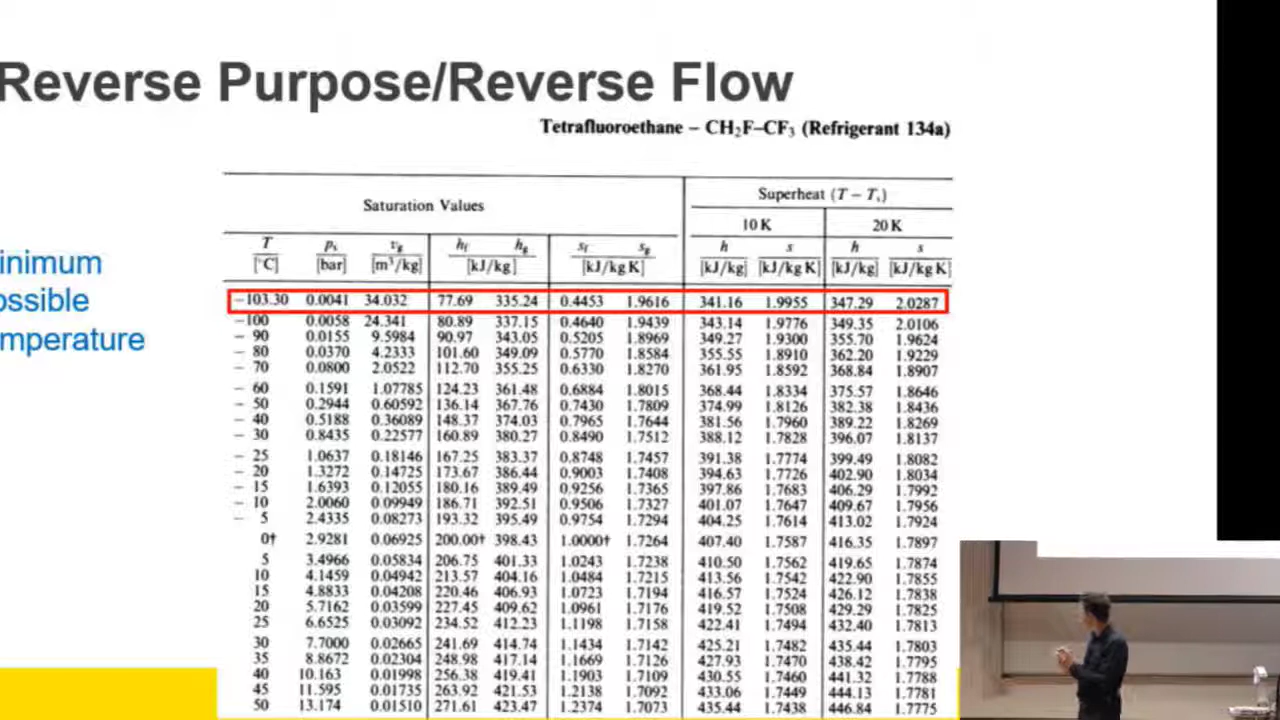 Reverse Purpose/Reverse Flow
Tetrafluoroethane – CH₂F–CF₃ (Refrigerant 134a)
inimum
ossible
mperature
Saturation Values Superheat (T − Tₛ)
10 K 20 K
T pₛ v_g h_f h_g s_f s_g h s h s
[°C] [bar] [m³/kg] [kJ/kg] [kJ/kg K] [kJ/kg] [kJ/kg K] [kJ/kg] [kJ/kg K]
−103.30 0.0041 34.032 77.69 335.24 0.4453 1.9616 341.16 1.9955 347.29 2.0287
−100 0.0058 24.341 80.89 337.15 0.4640 1.9439 343.14 1.9776 349.35 2.0106
− 90 0.0155 9.5984 90.97 343.05 0.5205 1.8969 349.27 1.9300 355.70 1.9624
− 80 0.0370 4.2333 101.60 349.09 0.5770 1.8584 355.55 1.8910 362.20 1.9229
− 70 0.0800 2.0522 112.70 355.25 0.6330 1.8270 361.95 1.8592 368.84 1.8907
− 60 0.1591 1.07785 124.23 361.48 0.6884 1.8015 368.44 1.8334 375.57 1.8646
− 50 0.2944 0.60592 136.14 367.76 0.7430 1.7809 374.99 1.8126 382.38 1.8436
− 40 0.5188 0.36089 148.37 374.03 0.7965 1.7644 381.56 1.7960 389.22 1.8269
− 30 0.8435 0.22577 160.89 380.27 0.8490 1.7512 388.12 1.7828 396.07 1.8137
− 25 1.0637 0.18146 167.25 383.37 0.8748 1.7457 391.38 1.7774 399.49 1.8082
− 20 1.3272 0.14725 173.67 386.44 0.9003 1.7408 394.63 1.7726 402.90 1.8034
− 15 1.6393 0.12055 180.16 389.49 0.9256 1.7365 397.86 1.7683 406.29 1.7992
− 10 2.0060 0.09949 186.71 392.51 0.9506 1.7327 401.07 1.7647 409.67 1.7956
− 5 2.4335 0.08273 193.32 395.49 0.9754 1.7294 404.25 1.7614 413.02 1.7924
0† 2.9281 0.06925 200.00† 398.43 1.0000† 1.7264 407.40 1.7587 416.35 1.7897
5 3.4966 0.05834 206.75 401.33 1.0243 1.7238 410.50 1.7562 419.65 1.7874
10 4.1459 0.04942 213.57 404.16 1.0484 1.7215 413.56 1.7542 422.90 1.7855
15 4.8833 0.04208 220.46 406.93 1.0723 1.7194 416.57 1.7524 426.12 1.7838
20 5.7162 0.03599 227.45 409.62 1.0961 1.7176 419.52 1.7508 429.29 1.7825
25 6.6525 0.03092 234.52 412.23 1.1198 1.7158 422.41 1.7494 432.40 1.7813
30 7.7000 0.02665 241.69 414.74 1.1434 1.7142 425.21 1.7482 435.44 1.7803
35 8.8672 0.02304 248.98 417.14 1.1669 1.7126 427.93 1.7470 438.42 1.7795
40 10.163 0.01998 256.38 419.41 1.1903 1.7109 430.55 1.7460 441.32 1.7788
45 11.595 0.01735 263.92 421.53 1.2138 1.7092 433.06 1.7449 444.13 1.7781
50 13.174 0.01510 271.61 423.47 1.2374 1.7073 435.44 1.7438 446.84 1.7775